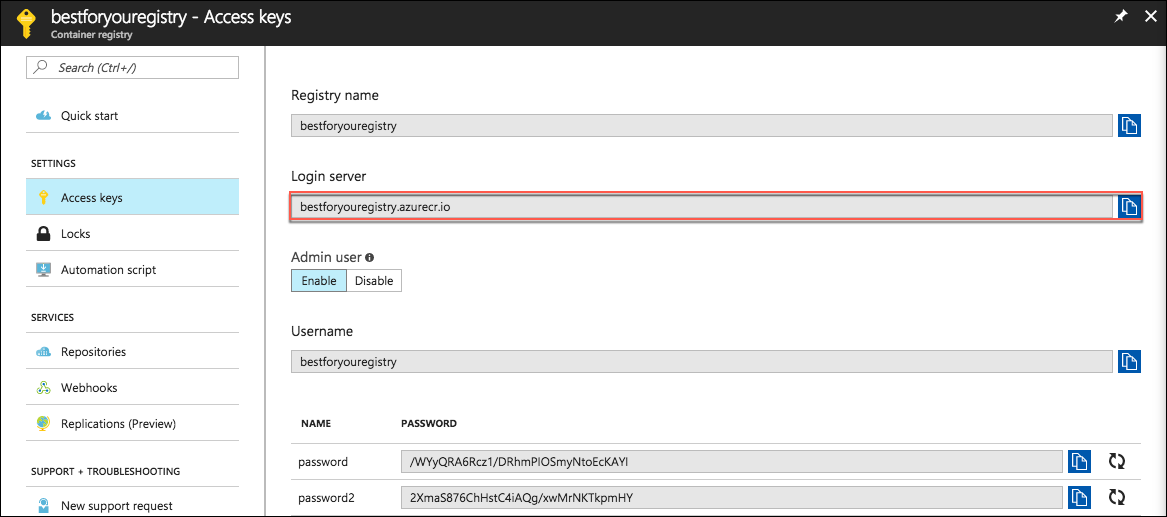 bestforyouregistry - Access keys
Container registry
Search (Ctrl+/)
Quick start
SETTINGS
Access keys
Locks
Automation script
SERVICES
Repositories
Webhooks
Replications (Preview)
SUPPORT + TROUBLESHOOTING
New support request
Registry name
bestforyouregistry
Login server
bestforyouregistry.azurecr.io
Admin user
Enable Disable
Username
bestforyouregistry
NAME PASSWORD
password /WYyQRA6Rcz1/DRhmPlOSmyNtoEcKAYl
password2 2XmaS876ChHstC4iAQg/xwMrNKTkpmHY